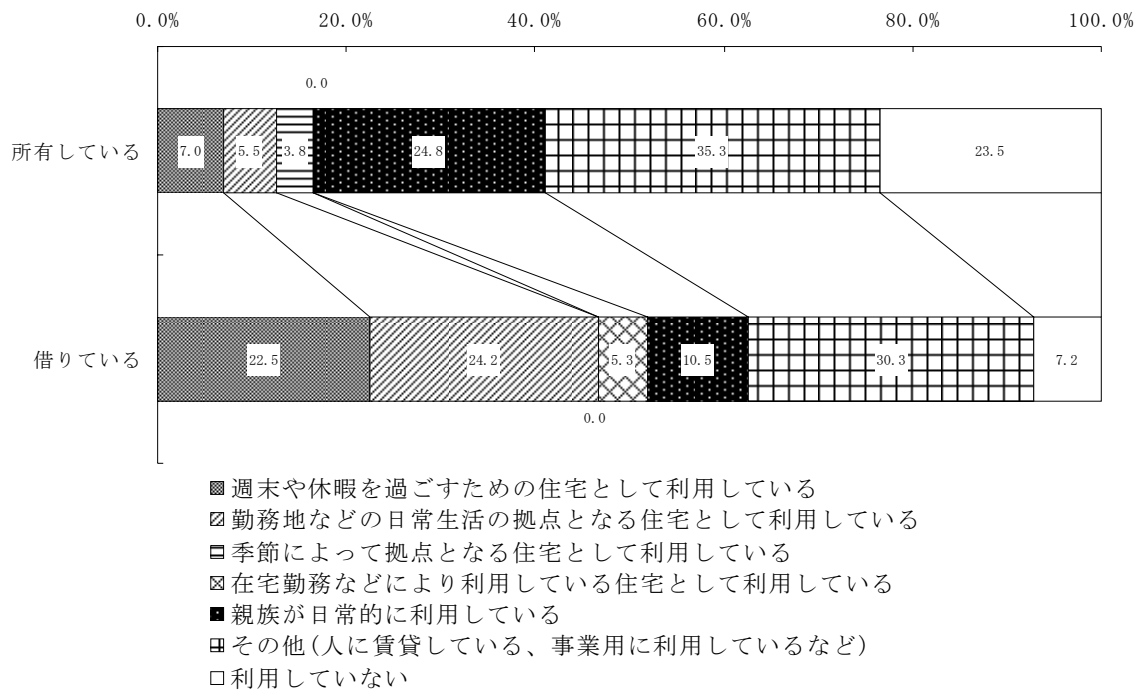 0.0% 20.0% 40.0% 60.0% 80.0% 100.0%
0.0
所有している 7.0 5.5 3.8 24.8 35.3 23.5
借りている 22.5 24.2 5.3 10.5 30.3 7.2
0.0
週末や休暇を過ごすための住宅として利用している
勤務地などの日常生活の拠点となる住宅として利用している
季節によって拠点となる住宅として利用している
在宅勤務などにより利用している住宅として利用している
親族が日常的に利用している
その他(人に賃貸している、事業用に利用しているなど)
利用していない